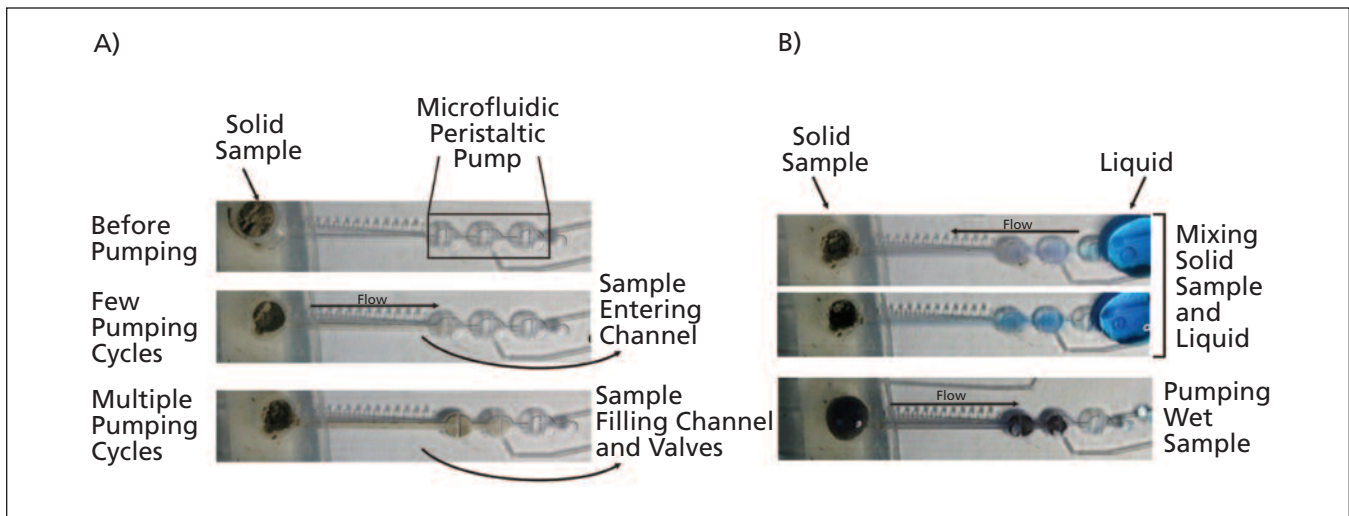 A)
Solid
Sample
Microfluidic
Peristaltic
Pump
Before
Pumping
Few
Pumping
Cycles
Flow
Sample
Entering
Channel
Multiple
Pumping
Cycles
Sample
Filling Channel
and Valves
B)
Solid
Sample
Liquid
Flow
Mixing
Solid
Sample
and
Liquid
Flow
Pumping
Wet
Sample